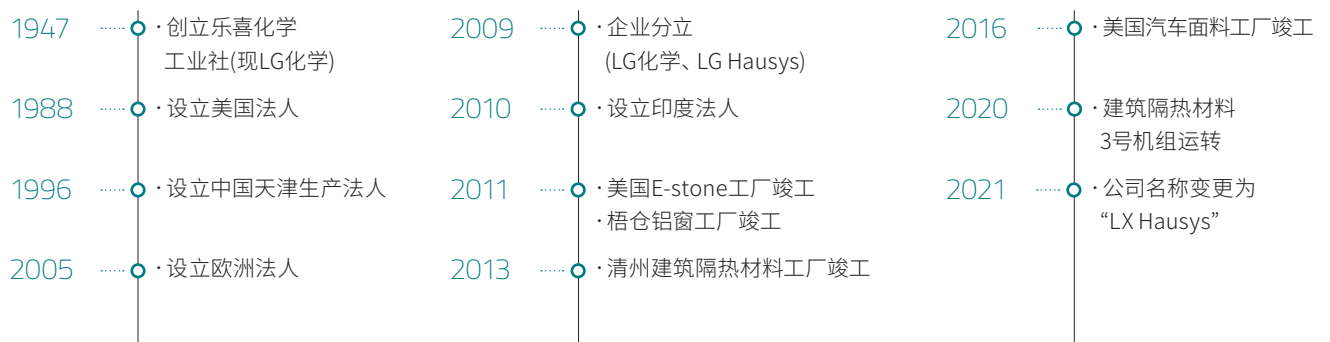 1947 ·创立乐喜化学
工业社(现LG化学)
1988 ·设立美国法人
1996 ·设立中国天津生产法人
2005 ·设立欧洲法人
2009 ·企业分立
(LG化学、LG Hausys)
2010 ·设立印度法人
2011 ·美国E-stone工厂竣工
·梧仓铝窗工厂竣工
2013 ·清州建筑隔热材料工厂竣工
2016 ·美国汽车面料工厂竣工
2020 ·建筑隔热材料
3号机组运转
2021 ·公司名称变更为
“LX Hausys”